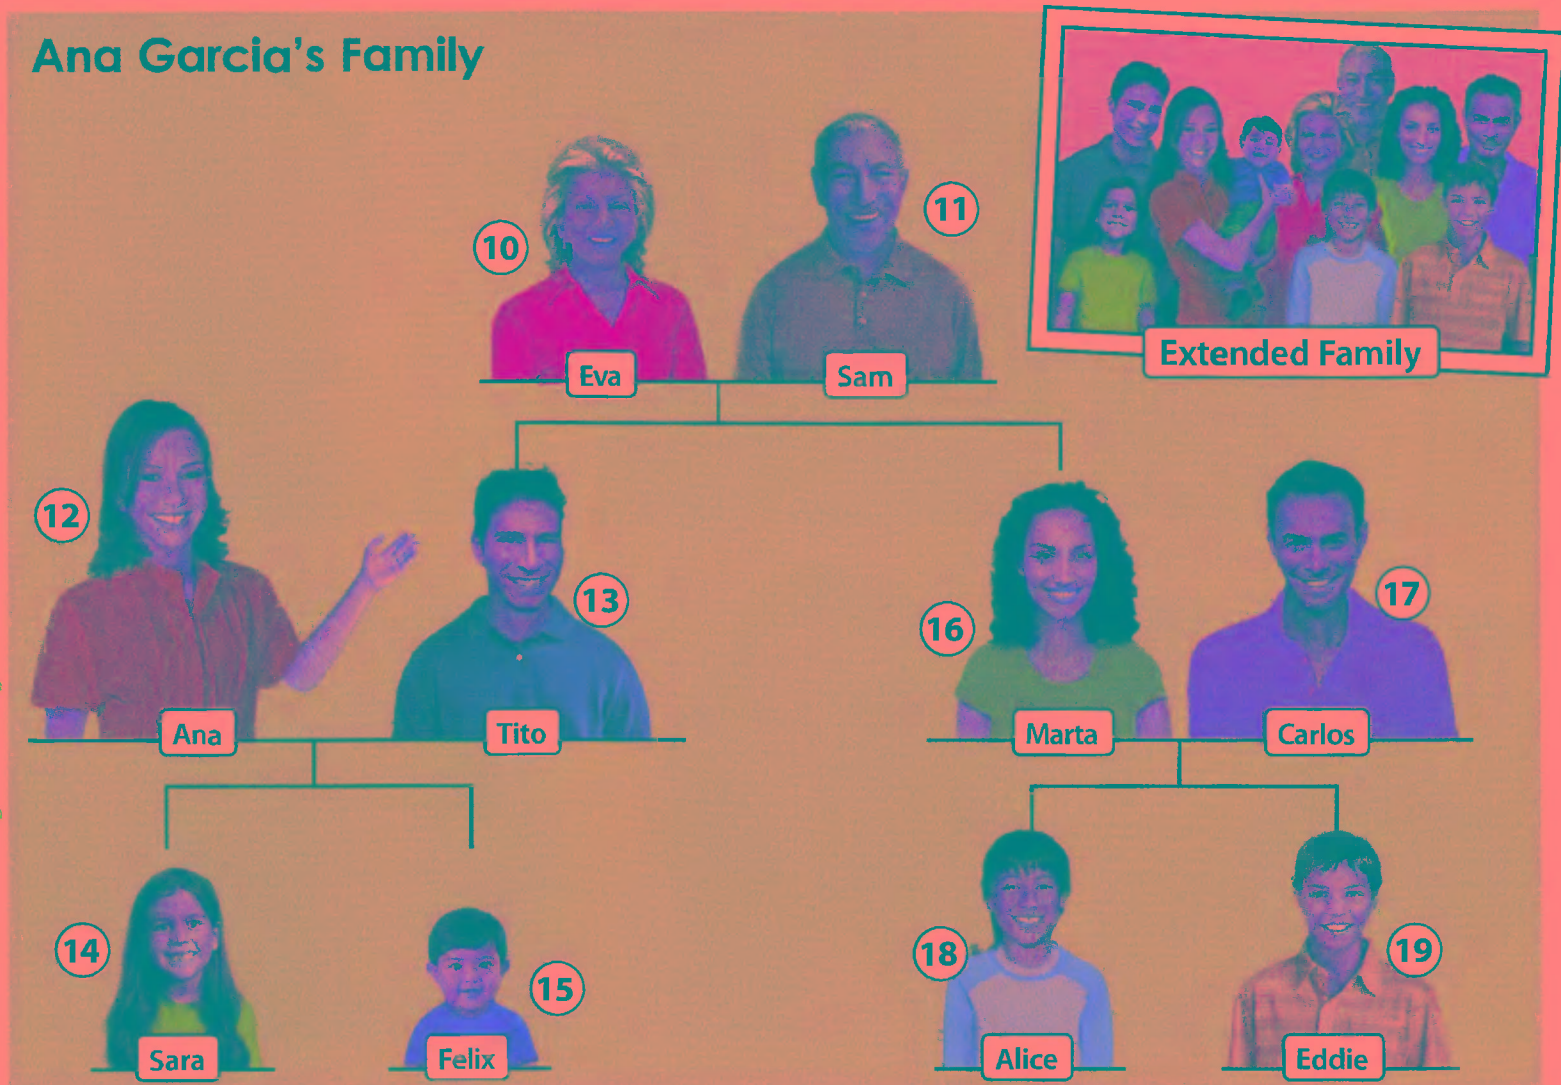 Ana Garcia's Family
Extended Family
10
11
Eva
Sam
12
13
16
17
Ana
Tito
Marta
Carlos
14
15
18
19
Sara
Felix
Alice
Eddie